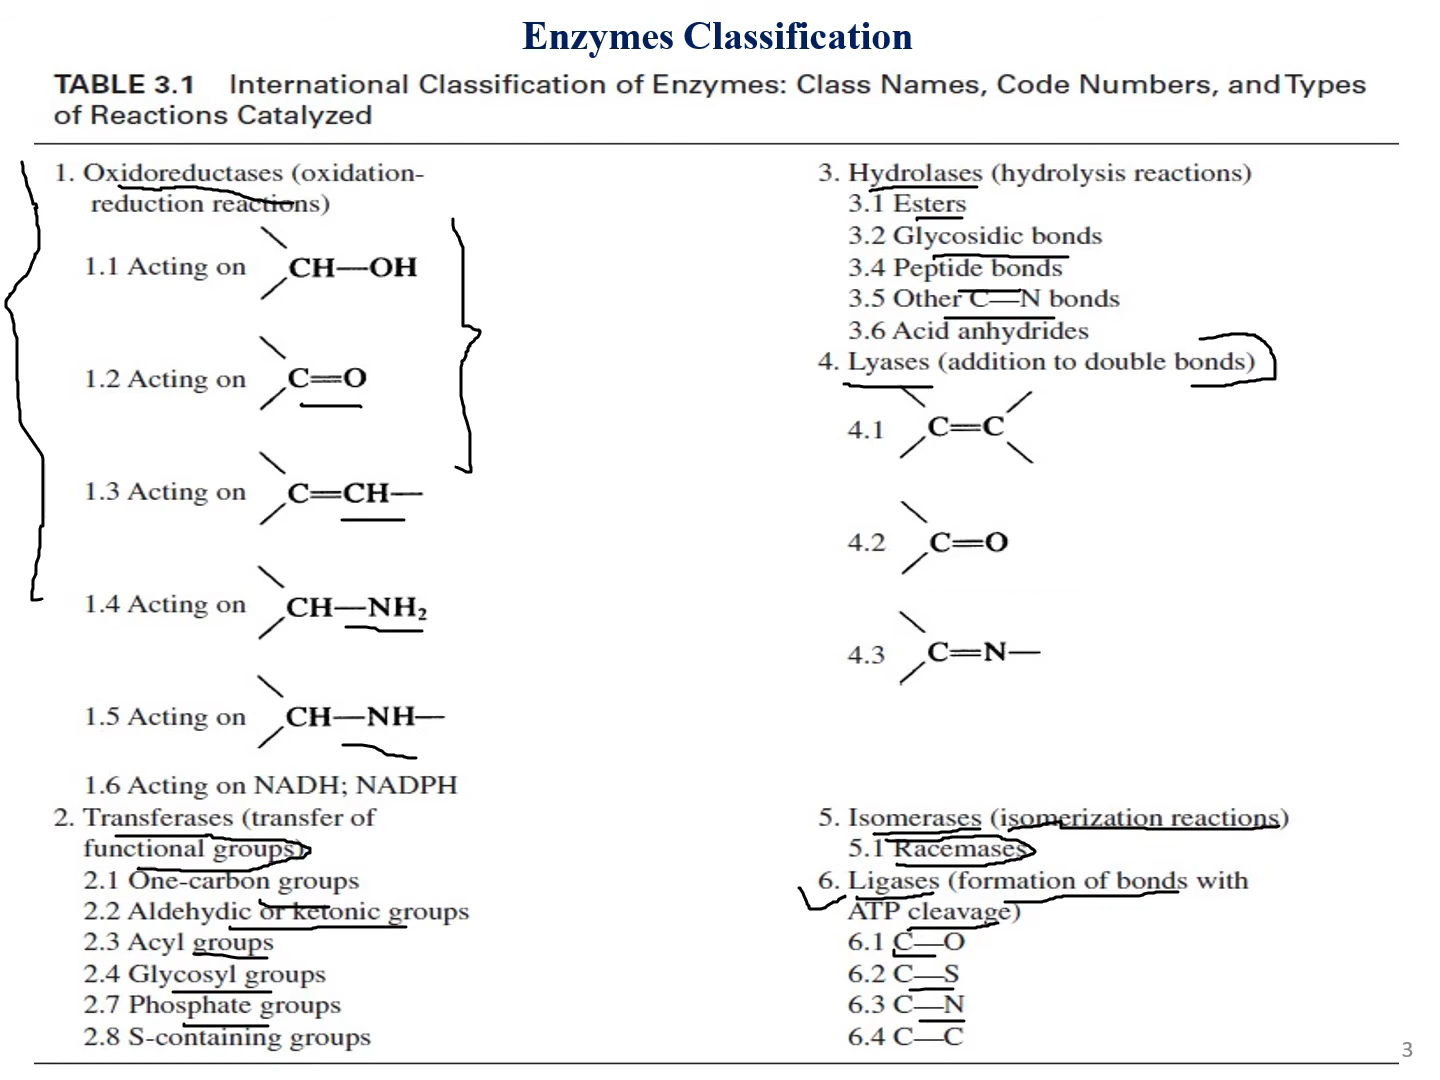 Enzymes Classification
TABLE 3.1 International Classification of Enzymes: Class Names, Code Numbers, and Types
of Reactions Catalyzed
1. Oxidoreductases (oxidation-
reduction reactions)
1.1 Acting on CH—OH
1.2 Acting on C=O
1.3 Acting on C=CH—
1.4 Acting on CH—NH₂
1.5 Acting on CH—NH—
1.6 Acting on NADH; NADPH
2. Transferases (transfer of
functional groups)
2.1 One-carbon groups
2.2 Aldehydic or ketonic groups
2.3 Acyl groups
2.4 Glycosyl groups
2.7 Phosphate groups
2.8 S-containing groups
3. Hydrolases (hydrolysis reactions)
3.1 Esters
3.2 Glycosidic bonds
3.4 Peptide bonds
3.5 Other C—N bonds
3.6 Acid anhydrides
4. Lyases (addition to double bonds)
4.1 C=C
4.2 C=O
4.3 C=N—
5. Isomerases (isomerization reactions)
5.1 Racemases
6. Ligases (formation of bonds with
ATP cleavage)
6.1 C—O
6.2 C—S
6.3 C—N
6.4 C—C
3